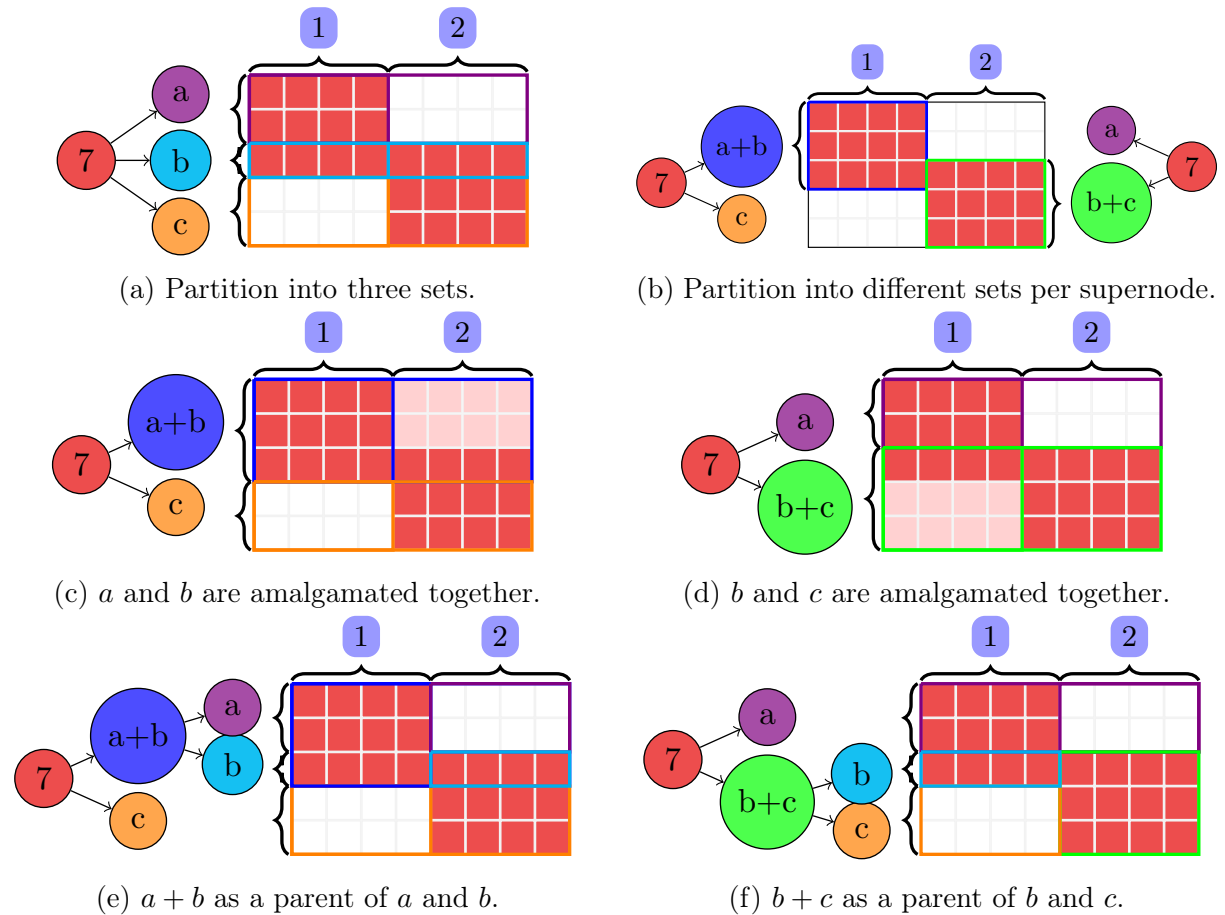 1 2
a
7 b
c
(a) Partition into three sets.
1 2
a+b
7
c
a
7
b+c
(b) Partition into different sets per supernode.
1 2
a+b
7
c
(c) a and b are amalgamated together.
1 2
a
7
b+c
(d) b and c are amalgamated together.
1 2
a
a+b
b
7
c
(e) a + b as a parent of a and b.
1 2
a
7
b
b+c
c
(f) b + c as a parent of b and c.